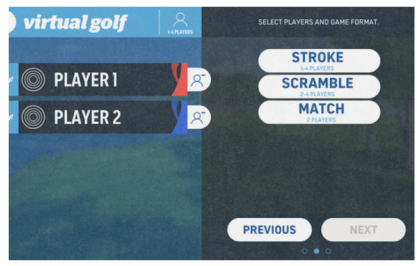 virtual golf
1-4 PLAYERS
PLAYER 1
PLAYER 2
SELECT PLAYERS AND GAME FORMAT.
STROKE
1-4 PLAYERS
SCRAMBLE
2-4 PLAYERS
MATCH
2 PLAYERS
PREVIOUS
NEXT